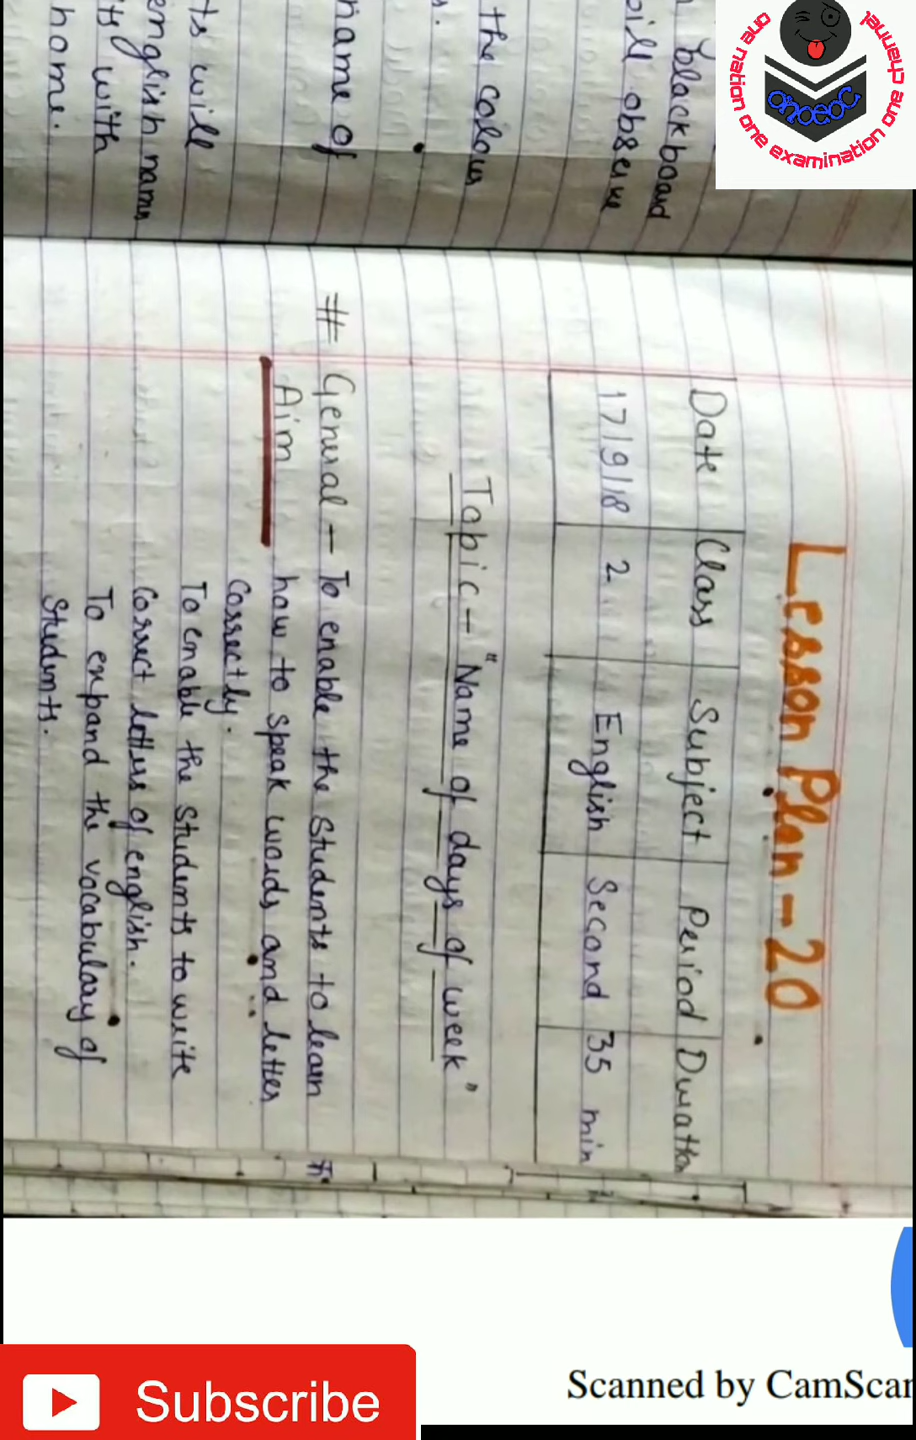 blackboard
will observe
the colour
s.
name of
ts will
english name
with
home.
one nation one examination one channel
onoeoc
Lesson Plan - 20
Date Class Subject Period Duration
17/9/18 2 English Second 35 min
Topic - "Name of days of week"
# General - To enable the students to learn
Aim how to speak words and letter
correctly.
To enable the students to write
correct letters of english.
To expand the vocabulary of
students.
Subscribe
Scanned by CamScan